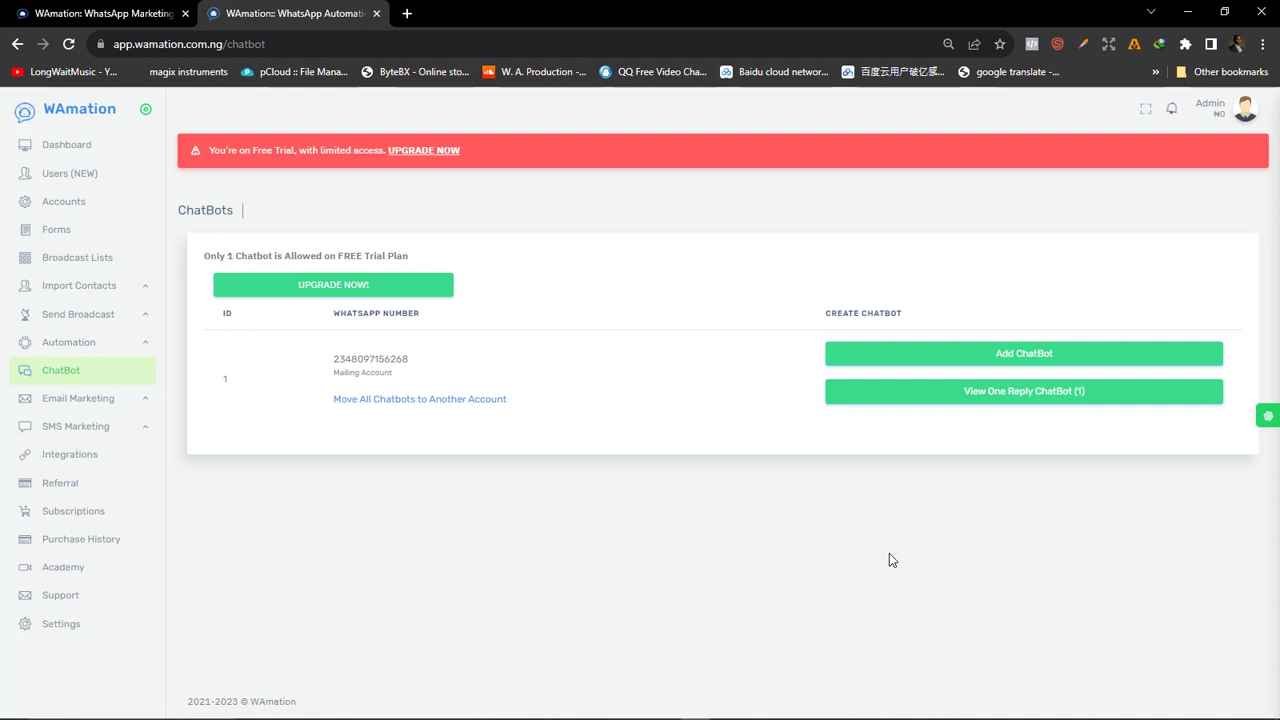 WAmation: WhatsApp Marketing
WAmation:: WhatsApp Automatic
app.wamation.com.ng/chatbot
LongWaitMusic - Y...
magix instruments
pCloud :: File Mana...
ByteBX - Online sto...
W. A. Production -...
QQ Free Video Cha...
Baidu cloud networ...
百度云用户破亿感...
google translate -...
»
Other bookmarks
WAmation
Admin
₦0
Dashboard
Users (NEW)
Accounts
Forms
Broadcast Lists
Import Contacts
Send Broadcast
Automation
ChatBot
Email Marketing
SMS Marketing
Integrations
Referral
Subscriptions
Purchase History
Academy
Support
Settings
You're on Free Trial, with limited access. UPGRADE NOW
ChatBots
Only 1 Chatbot is Allowed on FREE Trial Plan
UPGRADE NOW!
ID WHATSAPP NUMBER CREATE CHATBOT
1
2348097156268
Mailing Account
Move All Chatbots to Another Account
Add ChatBot
View One Reply ChatBot (1)
2021-2023 © WAmation